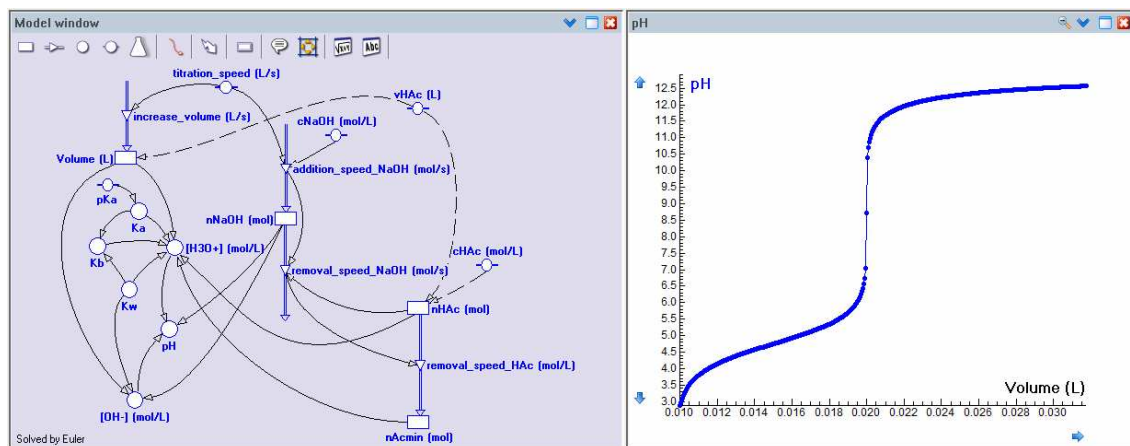 Model window
titration_speed (L/s)
vHAc (L)
increase_volume (L/s)
cNaOH (mol/L)
Volume (L)
addition_speed_NaOH (mol/s)
pKa
Ka
nNaOH (mol)
[H3O+] (mol/L)
cHAc (mol/L)
Kb
removal_speed_NaOH (mol/s)
Kw
nHAc (mol)
pH
removal_speed_HAc (mol/L)
[OH-] (mol/L)
nAcmin (mol)
Solved by Euler
√x±y
Abc
pH
pH
12.5
12.0
11.5
11.0
10.5
10.0
9.5
9.0
8.5
8.0
7.5
7.0
6.5
6.0
5.5
5.0
4.5
4.0
3.5
3.0
Volume (L)
0.010 0.012 0.014 0.016 0.018 0.020 0.022 0.024 0.026 0.028 0.030